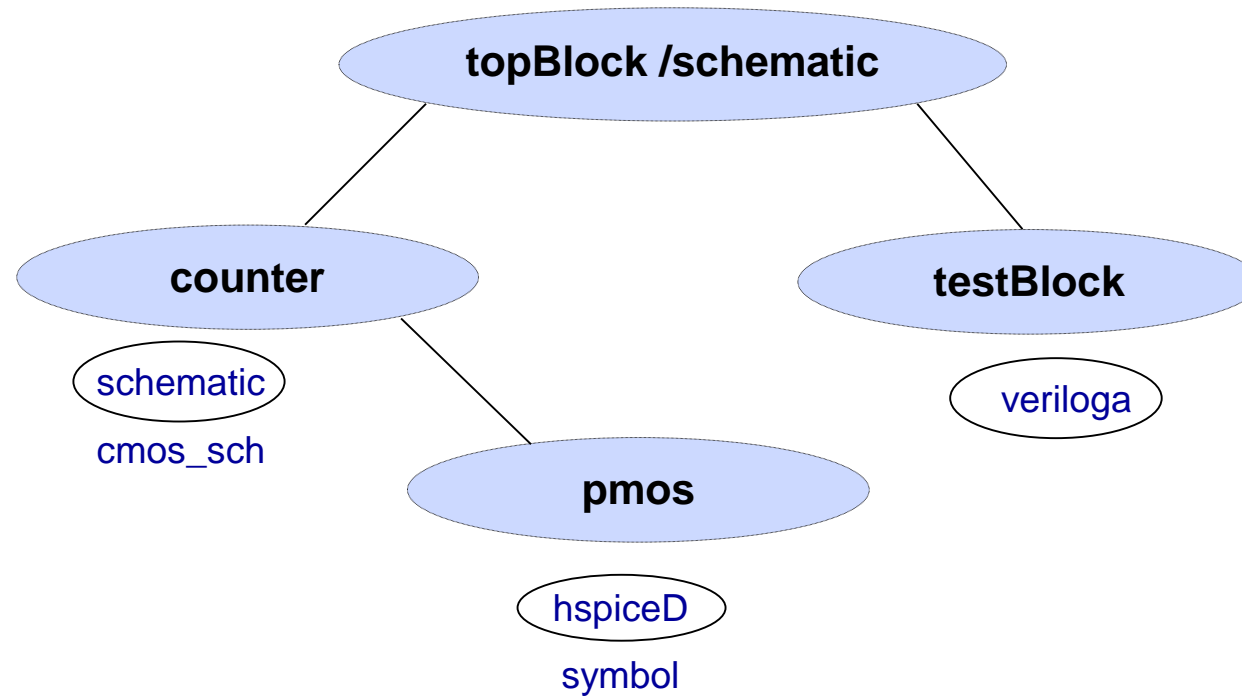 topBlock /schematic
counter
testBlock
schematic
veriloga
cmos_sch
pmos
hspiceD
symbol